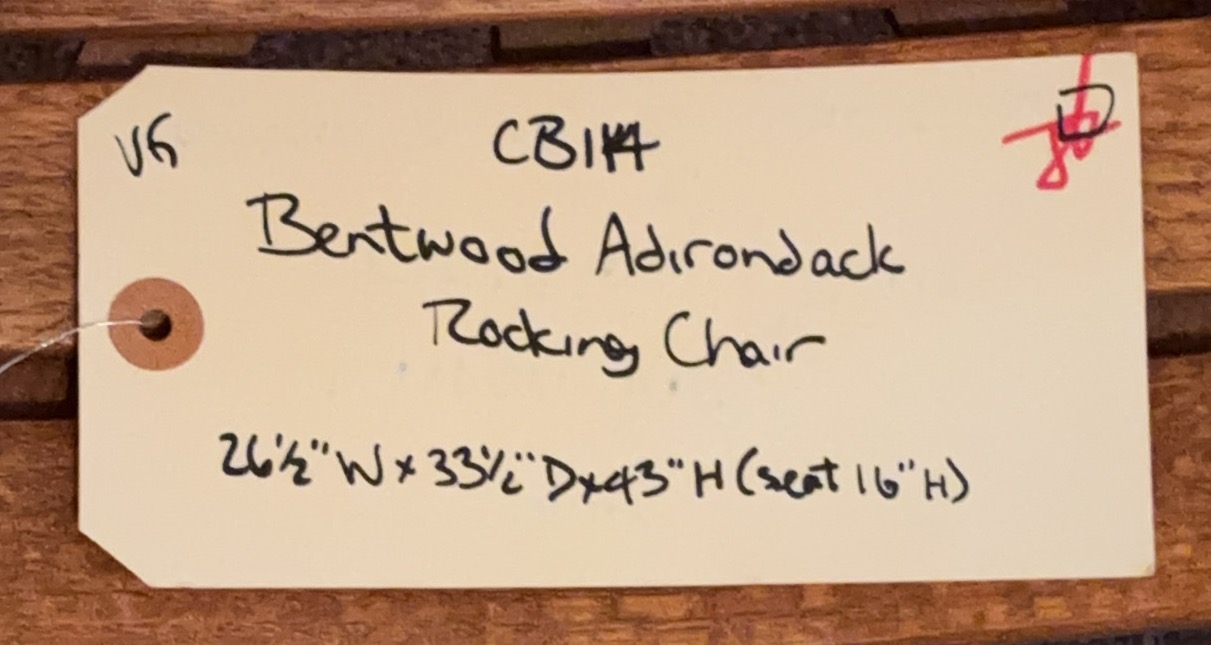 VG
CB114
D
Bentwood Adirondack
Rocking Chair
26½" W x 33½" D x 43" H (seat 16" H)